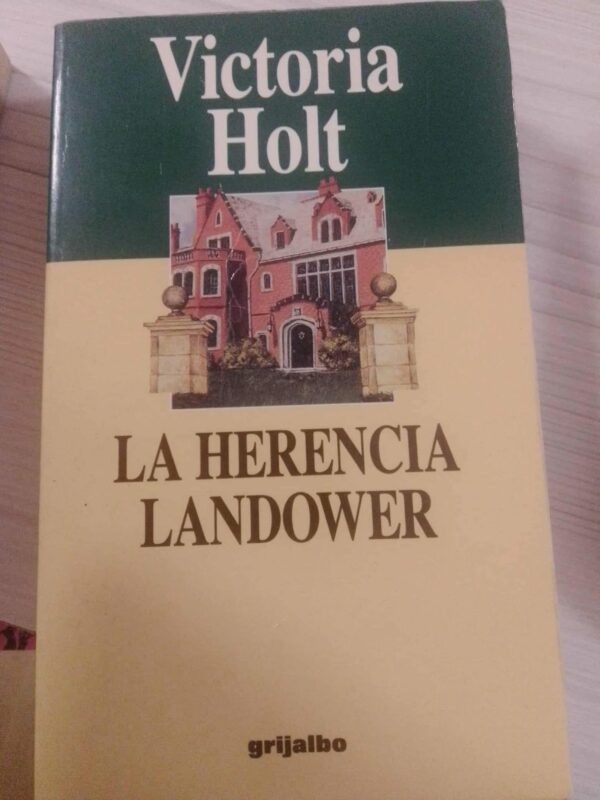 Victoria
Holt
LA HERENCIA
LANDOWER
grijalbo